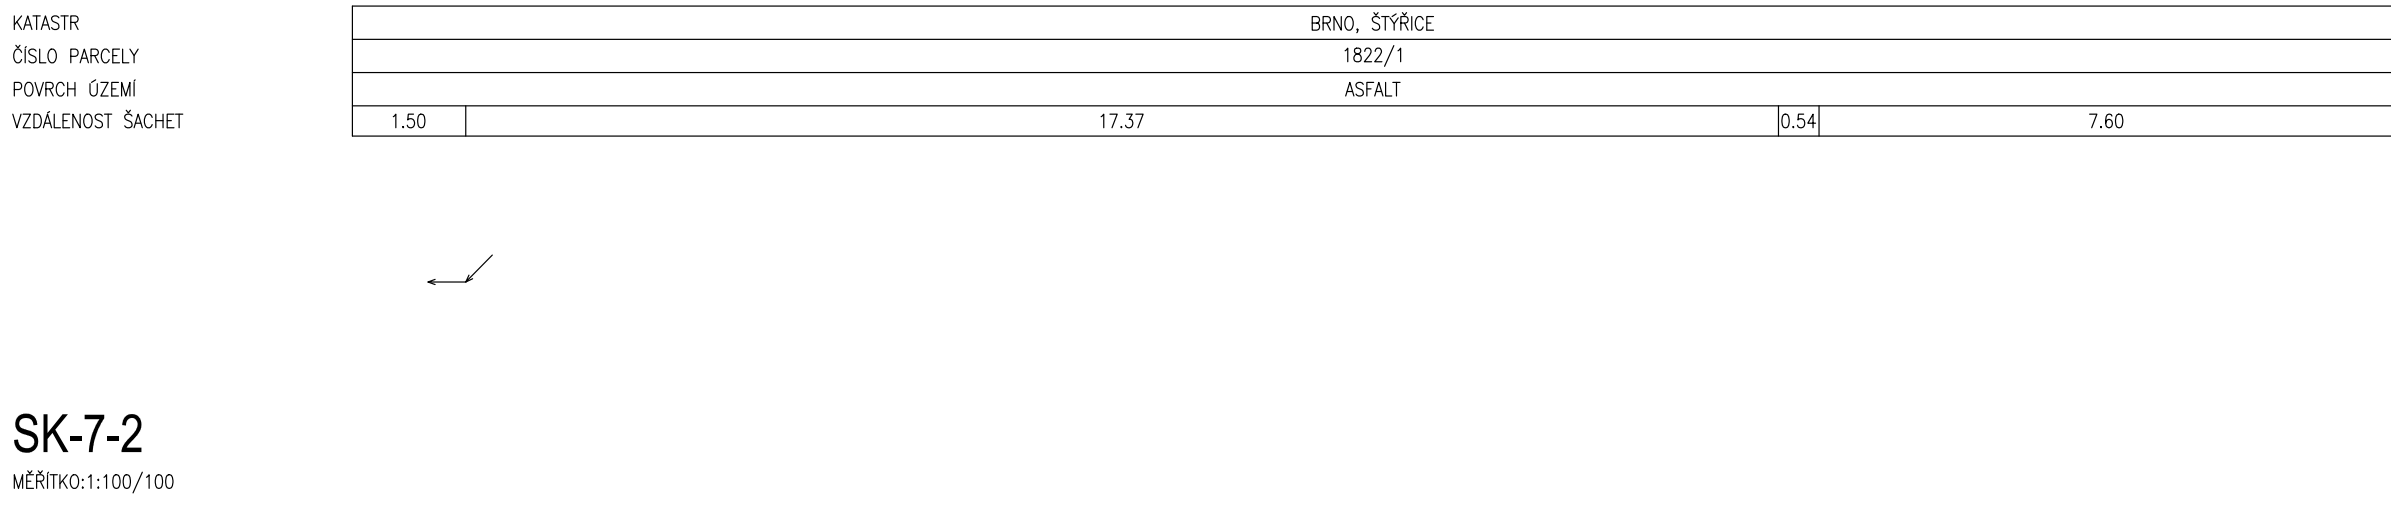 KATASTR BRNO, ŠTÝŘICE
ČÍSLO PARCELY 1822/1
POVRCH ÚZEMÍ ASFALT
VZDÁLENOST ŠACHET 1.50 17.37 0.54 7.60
SK-7-2
MĚŘÍTKO:1:100/100